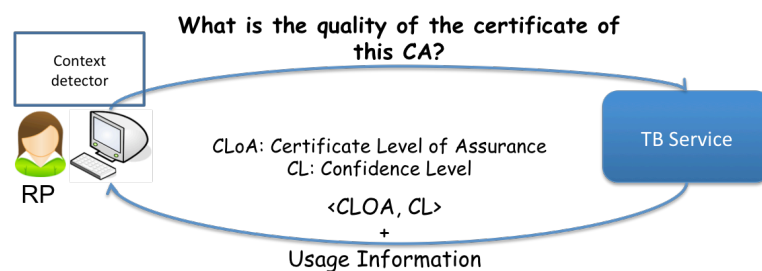 What is the quality of the certificate of
this CA?
Context
detector
TB Service
CLoA: Certificate Level of Assurance
CL: Confidence Level
RP
<CLOA, CL>
+
Usage Information